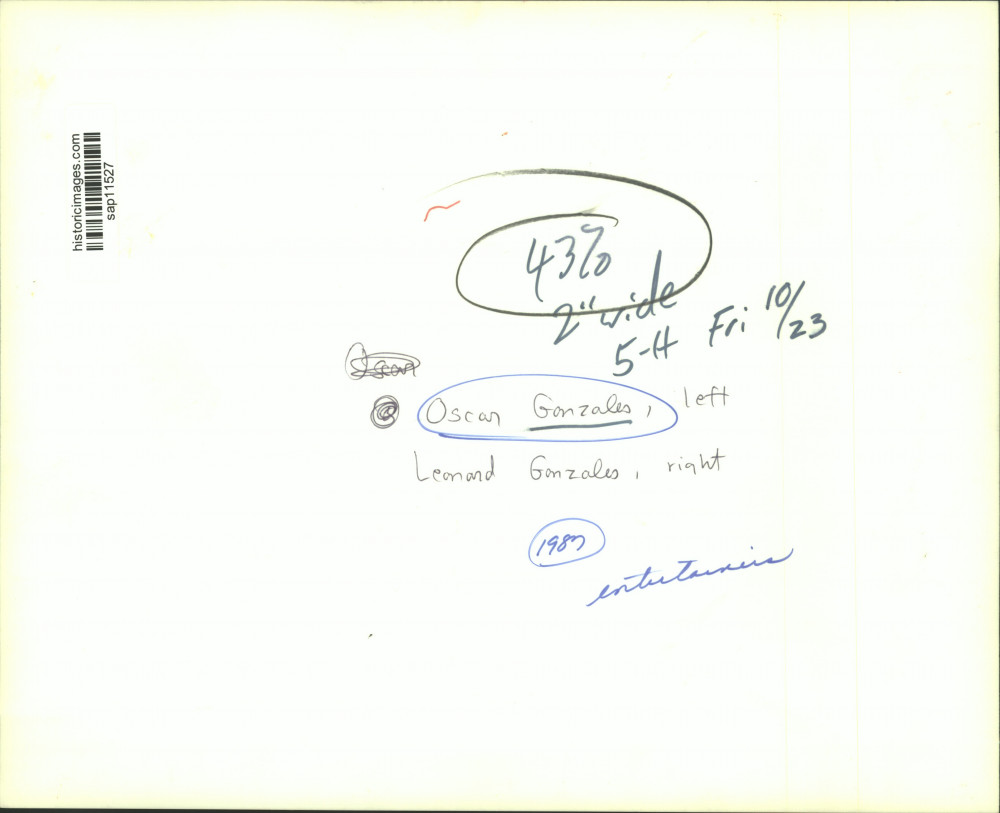 historicimages.com
sap11527
43%
2" wide
5-H Fri 10/23
Oscar
Oscar Gonzales, left
Leonard Gonzales, right
1987
entertainers